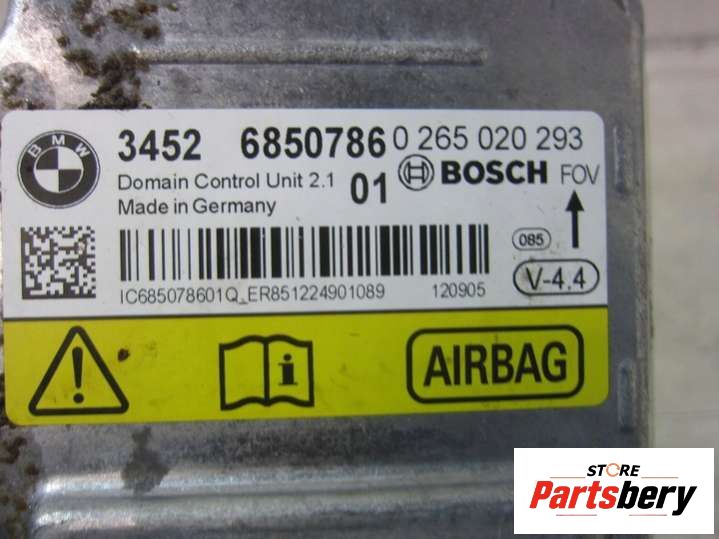 BMW
3452 6850786 0 265 020 293
Domain Control Unit 2.1 01 BOSCH FOV
Made in Germany
085
V-4.4
IC685078601Q_ER851224901089 120905
AIRBAG
STORE
Partsbery